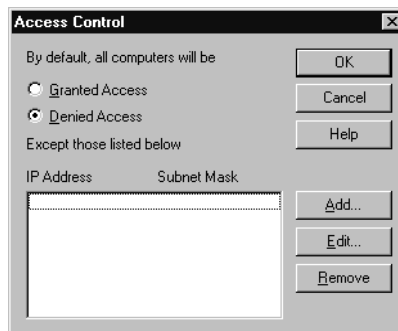 Access Control
By default, all computers will be
Granted Access
Denied Access
Except those listed below
IP Address Subnet Mask
OK
Cancel
Help
Add...
Edit...
Remove